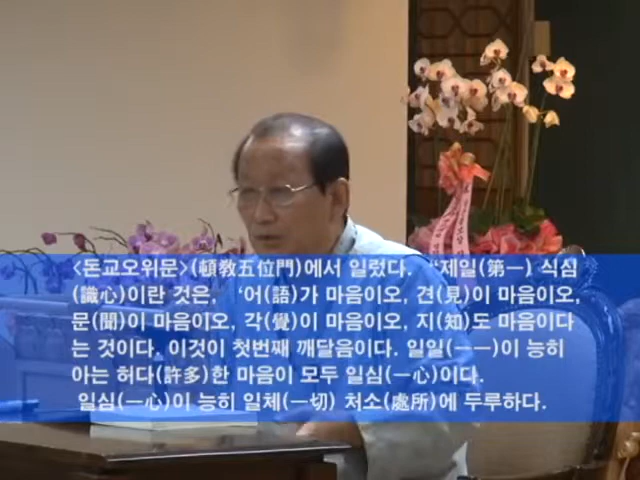 <돈교오위문>(頓敎五位門)에서 일렀다. “제일(第一) 식심
(識心)이란 것은, ‘어(語)가 마음이오, 견(見)이 마음이오,
문(聞)이 마음이오, 각(覺)이 마음이오, 지(知)도 마음이다
는 것이다. 이것이 첫번째 깨달음이다. 일일(一一)이 능히
아는 허다(許多)한 마음이 모두 일심(一心)이다.
일심(一心)이 능히 일체(一切) 처소(處所)에 두루하다.